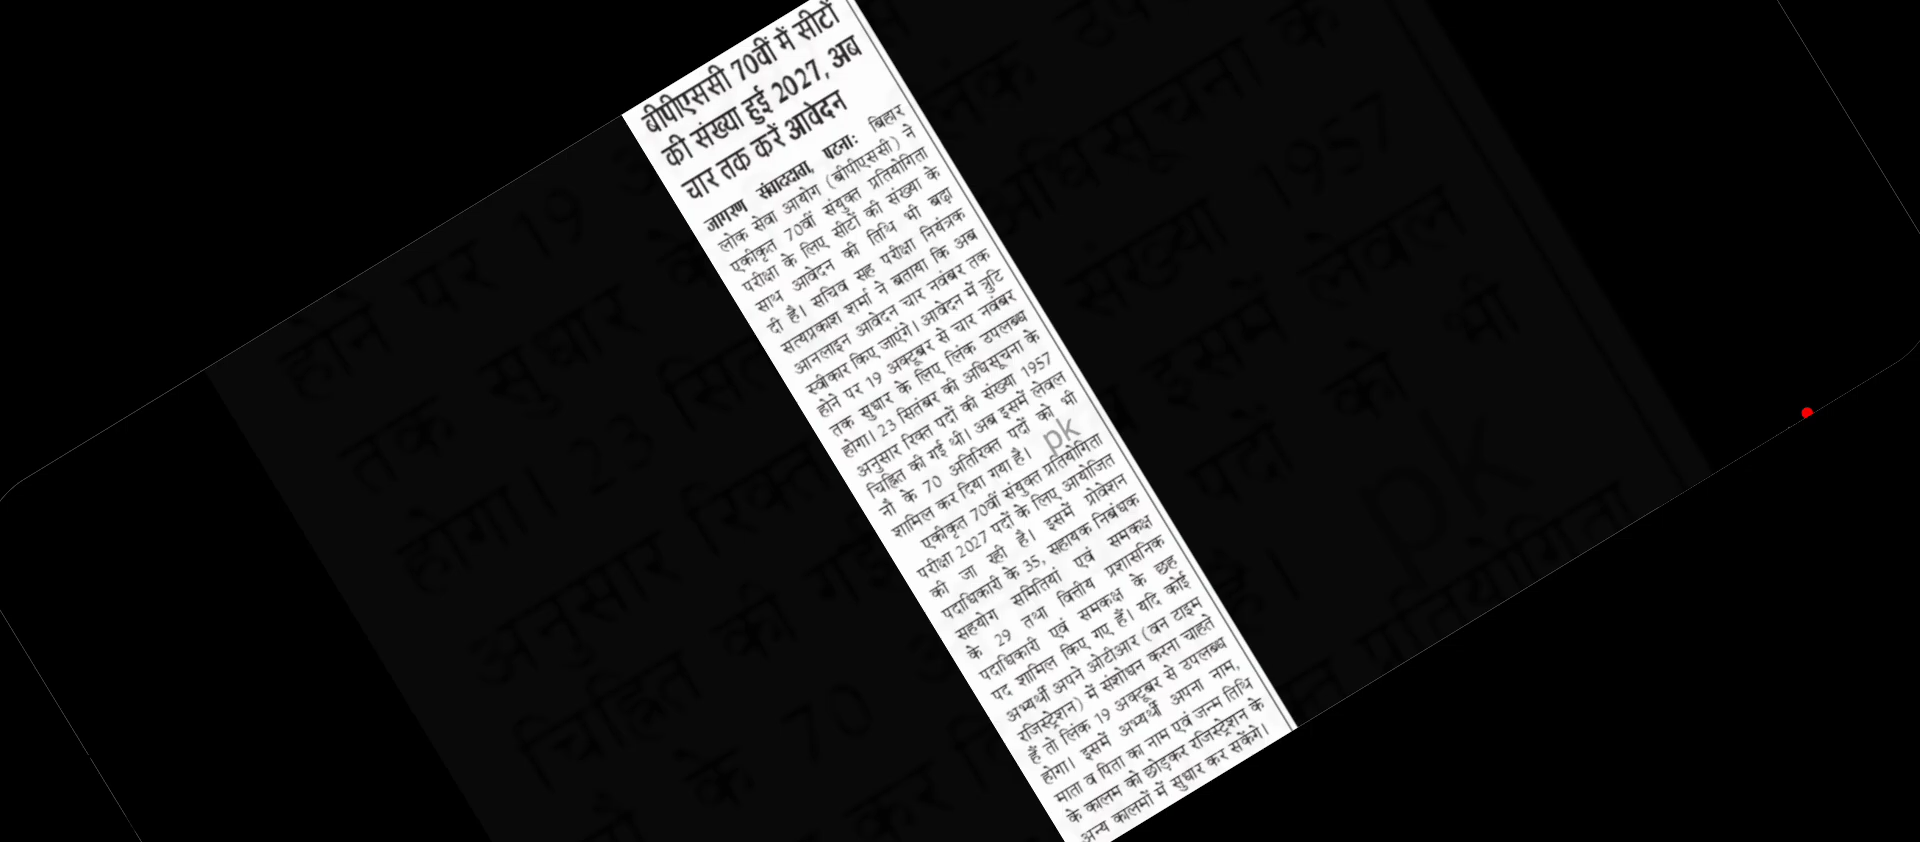 बीपीएससी 70वीं में सीटों
की संख्या हुई 2027, अब
चार तक करें आवेदन
जागरण संवाददाता, पटना: बिहार
लोक सेवा आयोग (बीपीएससी) ने
एकीकृत 70वीं संयुक्त प्रतियोगिता
परीक्षा के लिए सीटों की संख्या के
साथ आवेदन की तिथि भी बढ़ा
दी है। सचिव सह परीक्षा नियंत्रक
सत्यप्रकाश शर्मा ने बताया कि अब
आनलाइन आवेदन चार नवंबर तक
स्वीकार किए जाएंगे। आवेदन में त्रुटि
होने पर 19 अक्टूबर से चार नवंबर
तक सुधार के लिए लिंक उपलब्ध
होगा। 23 सितंबर की अधिसूचना के
अनुसार रिक्त पदों की संख्या 1957
चिह्नित की गई थी। अब इसमें लेवल
नौ के 70 अतिरिक्त पदों को भी
शामिल कर दिया गया है।
pk
एकीकृत 70वीं संयुक्त प्रतियोगिता
परीक्षा 2027 पदों के लिए आयोजित
की जा रही है। इसमें प्रोवेशन
पदाधिकारी के 35, सहायक निबंधक
सहयोग समितियां एवं समकक्ष
के 29 तथा वित्तीय प्रशासनिक
पदाधिकारी एवं समकक्ष के छह
पद शामिल किए गए हैं। यदि कोई
अभ्यर्थी अपने ओटीआर (वन टाइम
रजिस्ट्रेशन) में संशोधन करना चाहते
हैं तो लिंक 19 अक्टूबर से उपलब्ध
होगा। इसमें अभ्यर्थी अपना नाम,
माता व पिता का नाम एवं जन्म तिथि
के कालम को छोड़कर रजिस्ट्रेशन के
अन्य कालमों में सुधार कर सकेंगे।